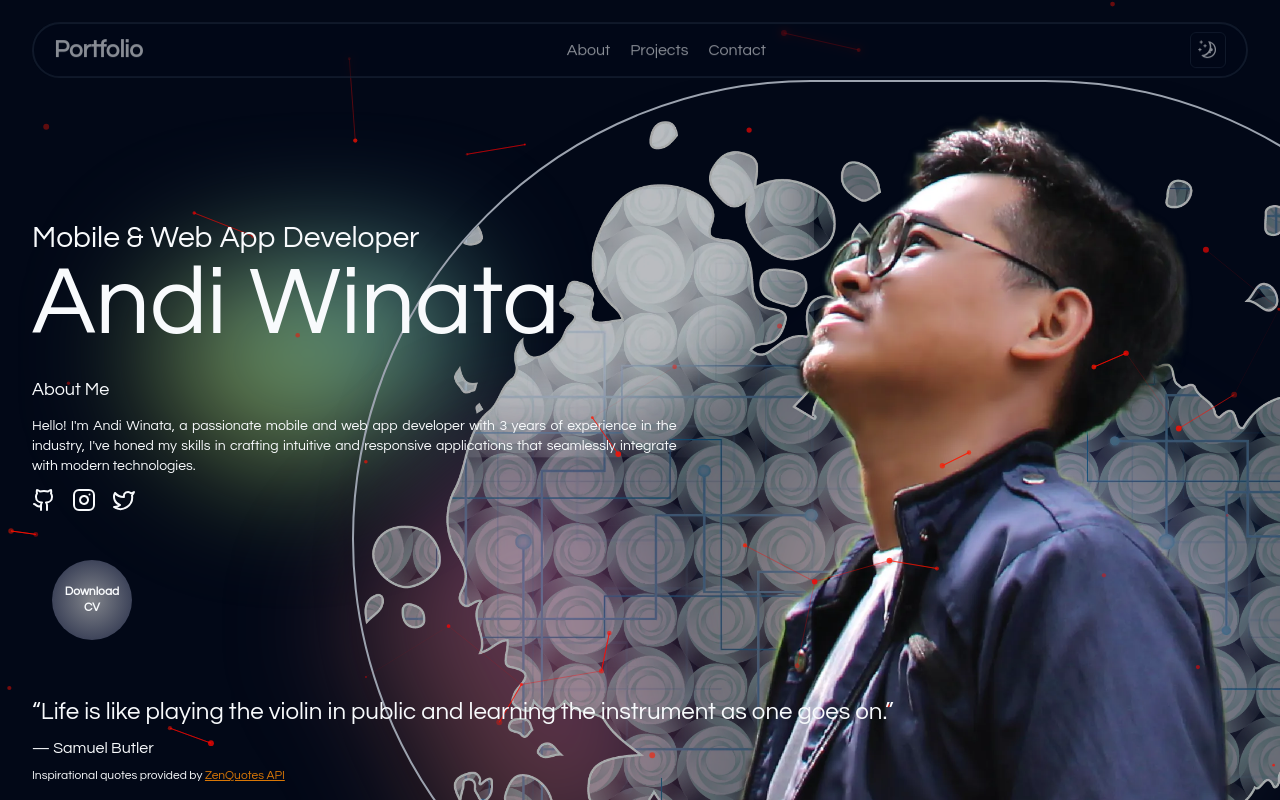 Portfolio
About Projects Contact
Mobile & Web App Developer
Andi Winata
About Me
Hello! I'm Andi Winata, a passionate mobile and web app developer with 3 years of experience in the
industry, I've honed my skills in crafting intuitive and responsive applications that seamlessly integrate
with modern technologies.
Download
CV
“Life is like playing the violin in public and learning the instrument as one goes on.”
— Samuel Butler
Inspirational quotes provided by ZenQuotes API